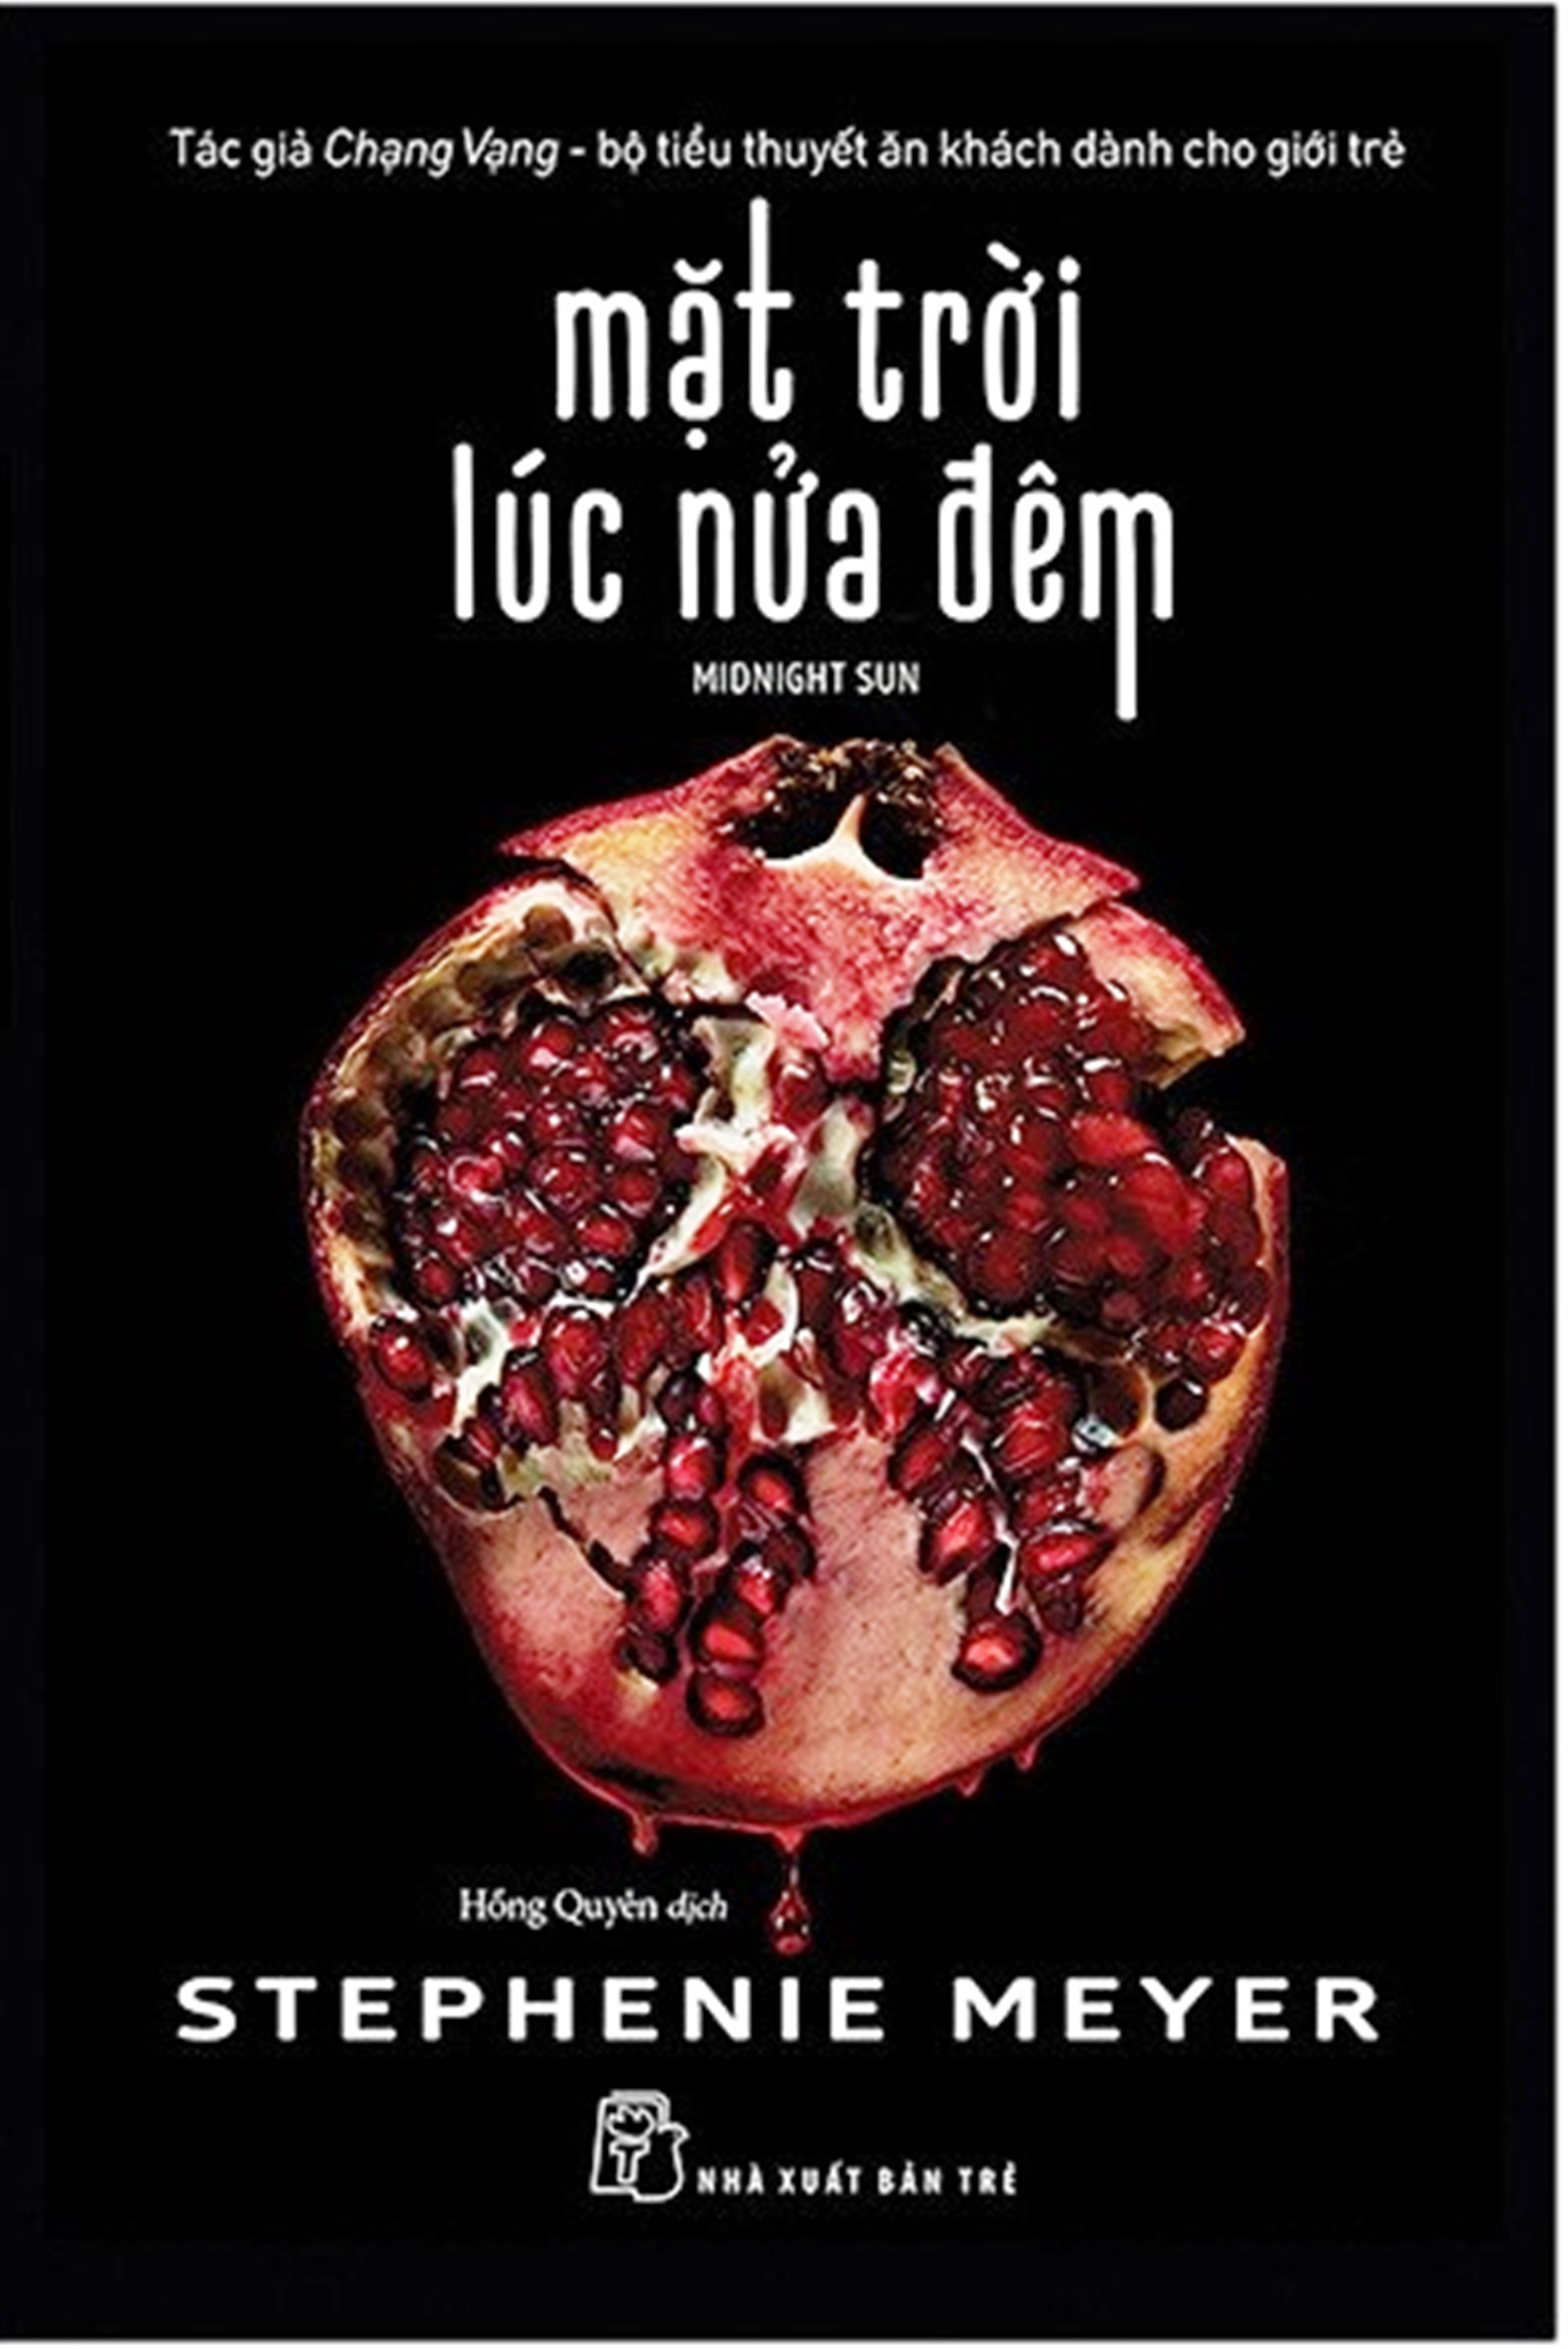 Tác giả Chạng Vạng - bộ tiểu thuyết ăn khách dành cho giới trẻ
mặt trời
lúc nửa đêm
MIDNIGHT SUN
Hồng Quyên dịch
STEPHENIE MEYER
T
NHÀ XUẤT BẢN TRẺ